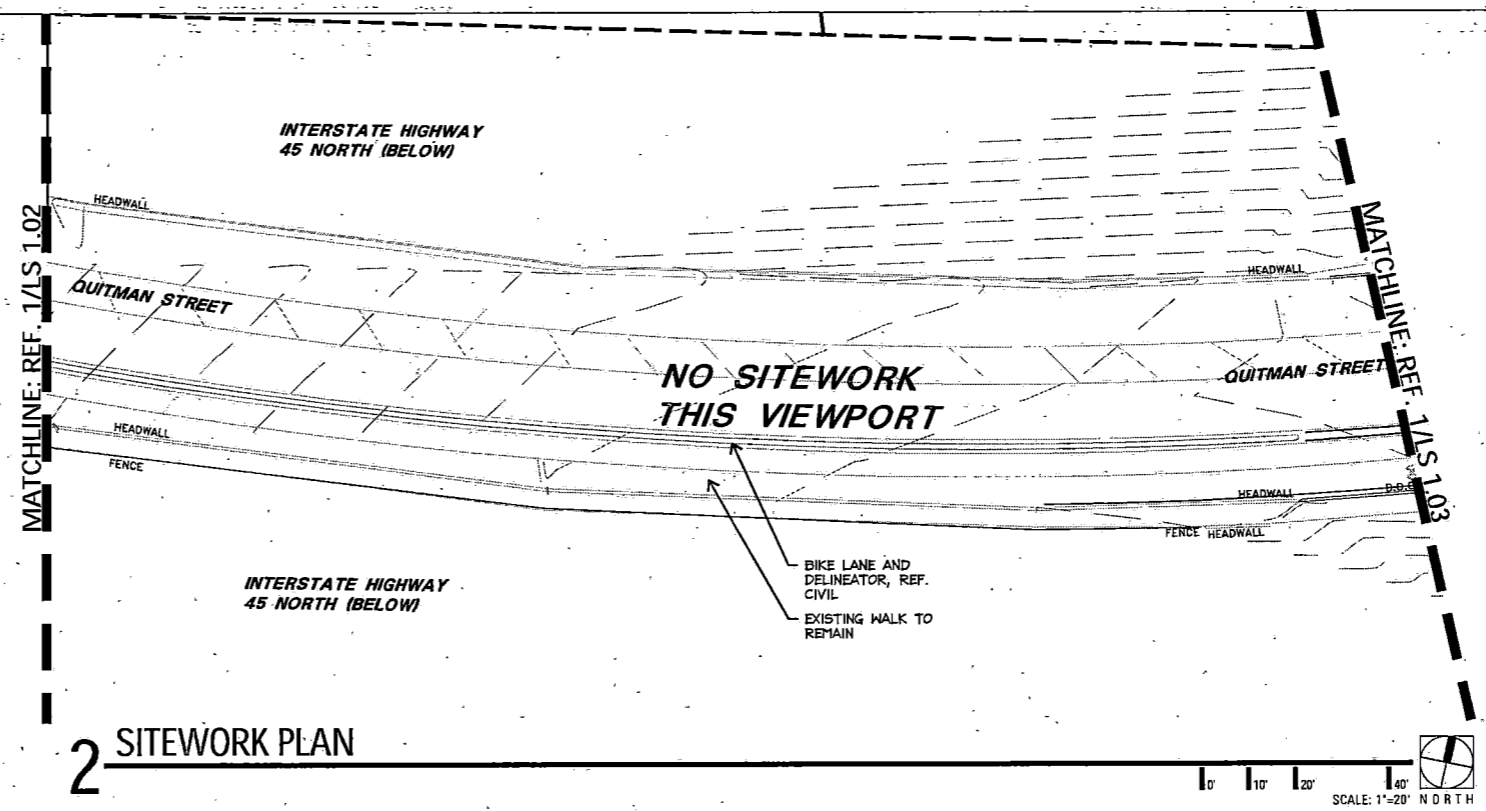 INTERSTATE HIGHWAY
45 NORTH (BELOW)
HEADWALL
MATCHLINE: REF. 1/LS 1.02
QUITMAN STREET
HEADWALL
MATCHLINE: REF. 1/LS 1.03
NO SITEWORK
THIS VIEWPORT
QUITMAN STREET
HEADWALL
FENCE
HEADWALL
FENCE HEADWALL
BIKE LANE AND
DELINEATOR, REF.
CIVIL
EXISTING WALK TO
REMAIN
INTERSTATE HIGHWAY
45 NORTH (BELOW)
2 SITEWORK PLAN
0' 10' 20' 40'
SCALE: 1"=20' NORTH